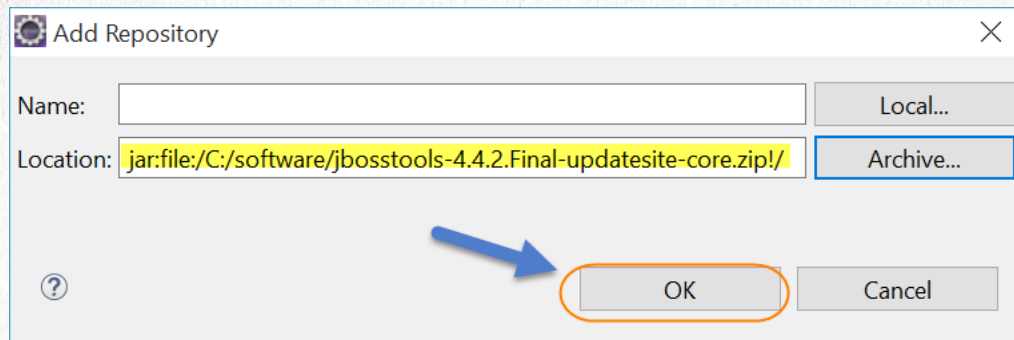 Add Repository
Name:
Local...
Location: jar:file:/C:/software/jbosstools-4.4.2.Final-updatesite-core.zip!/
Archive...
?
OK
Cancel